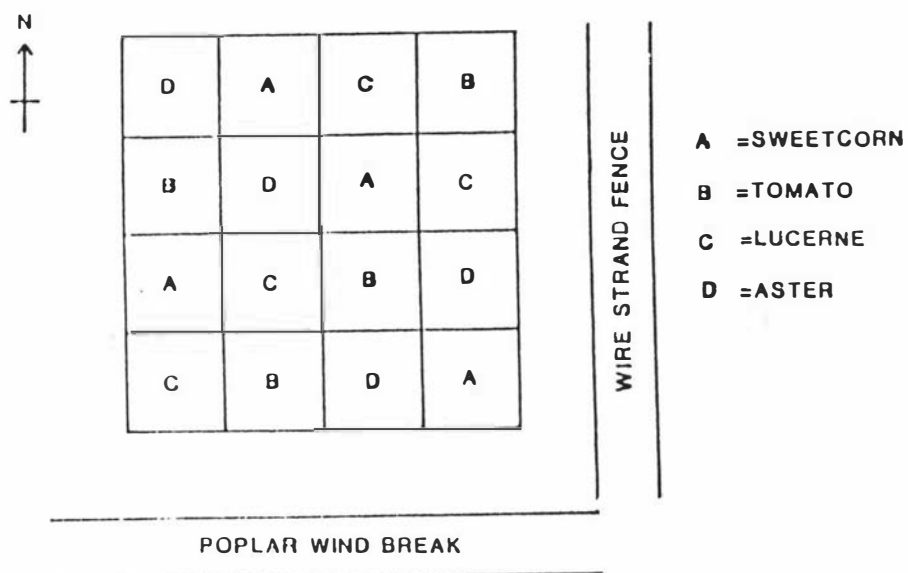 N
D A C B
B D A C
A C B D
C B D A
WIRE STRAND FENCE
A =SWEETCORN
B =TOMATO
C =LUCERNE
D =ASTER
POPLAR WIND BREAK